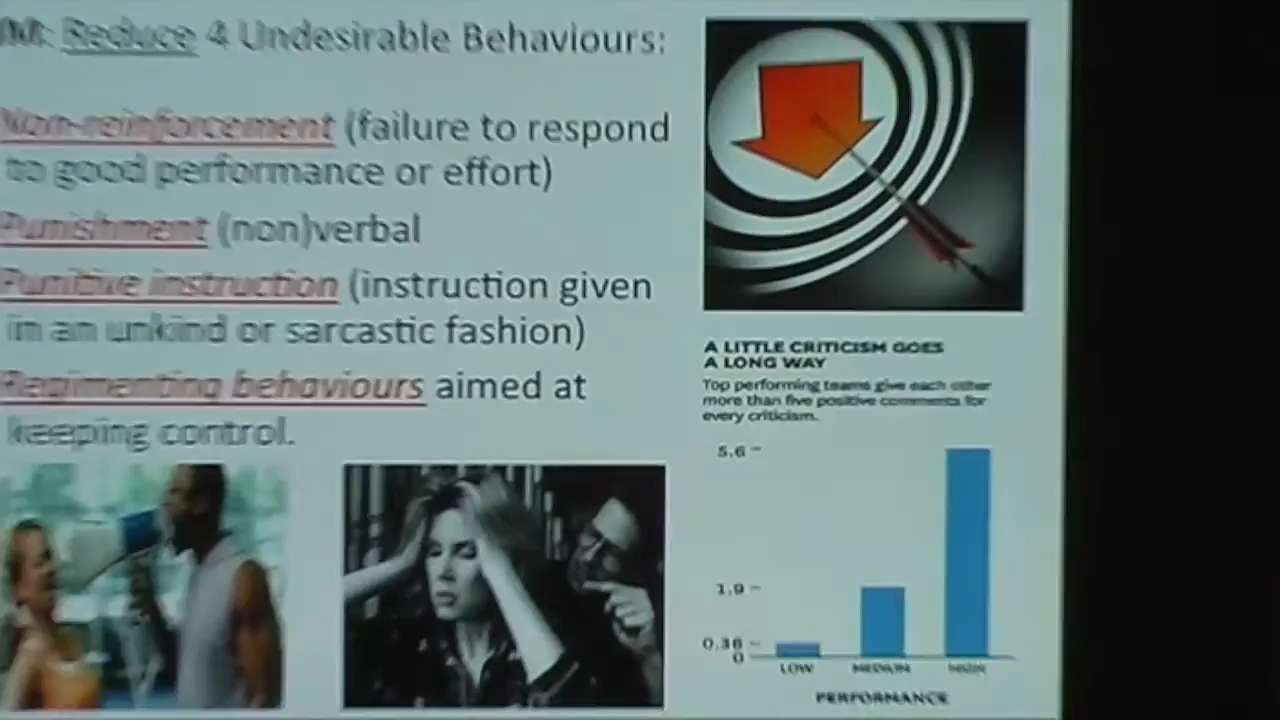 IM: Reduce 4 Undesirable Behaviours:
Non-reinforcement (failure to respond
to good performance or effort)
Punishment (non)verbal
Punitive instruction (instruction given
in an unkind or sarcastic fashion)
Regimenting behaviours aimed at
keeping control.
A LITTLE CRITICISM GOES
A LONG WAY
Top performing teams give each other
more than five positive comments for
every criticism.
5.6
1.9
0.36
0
LOW MEDIUM HIGH
PERFORMANCE